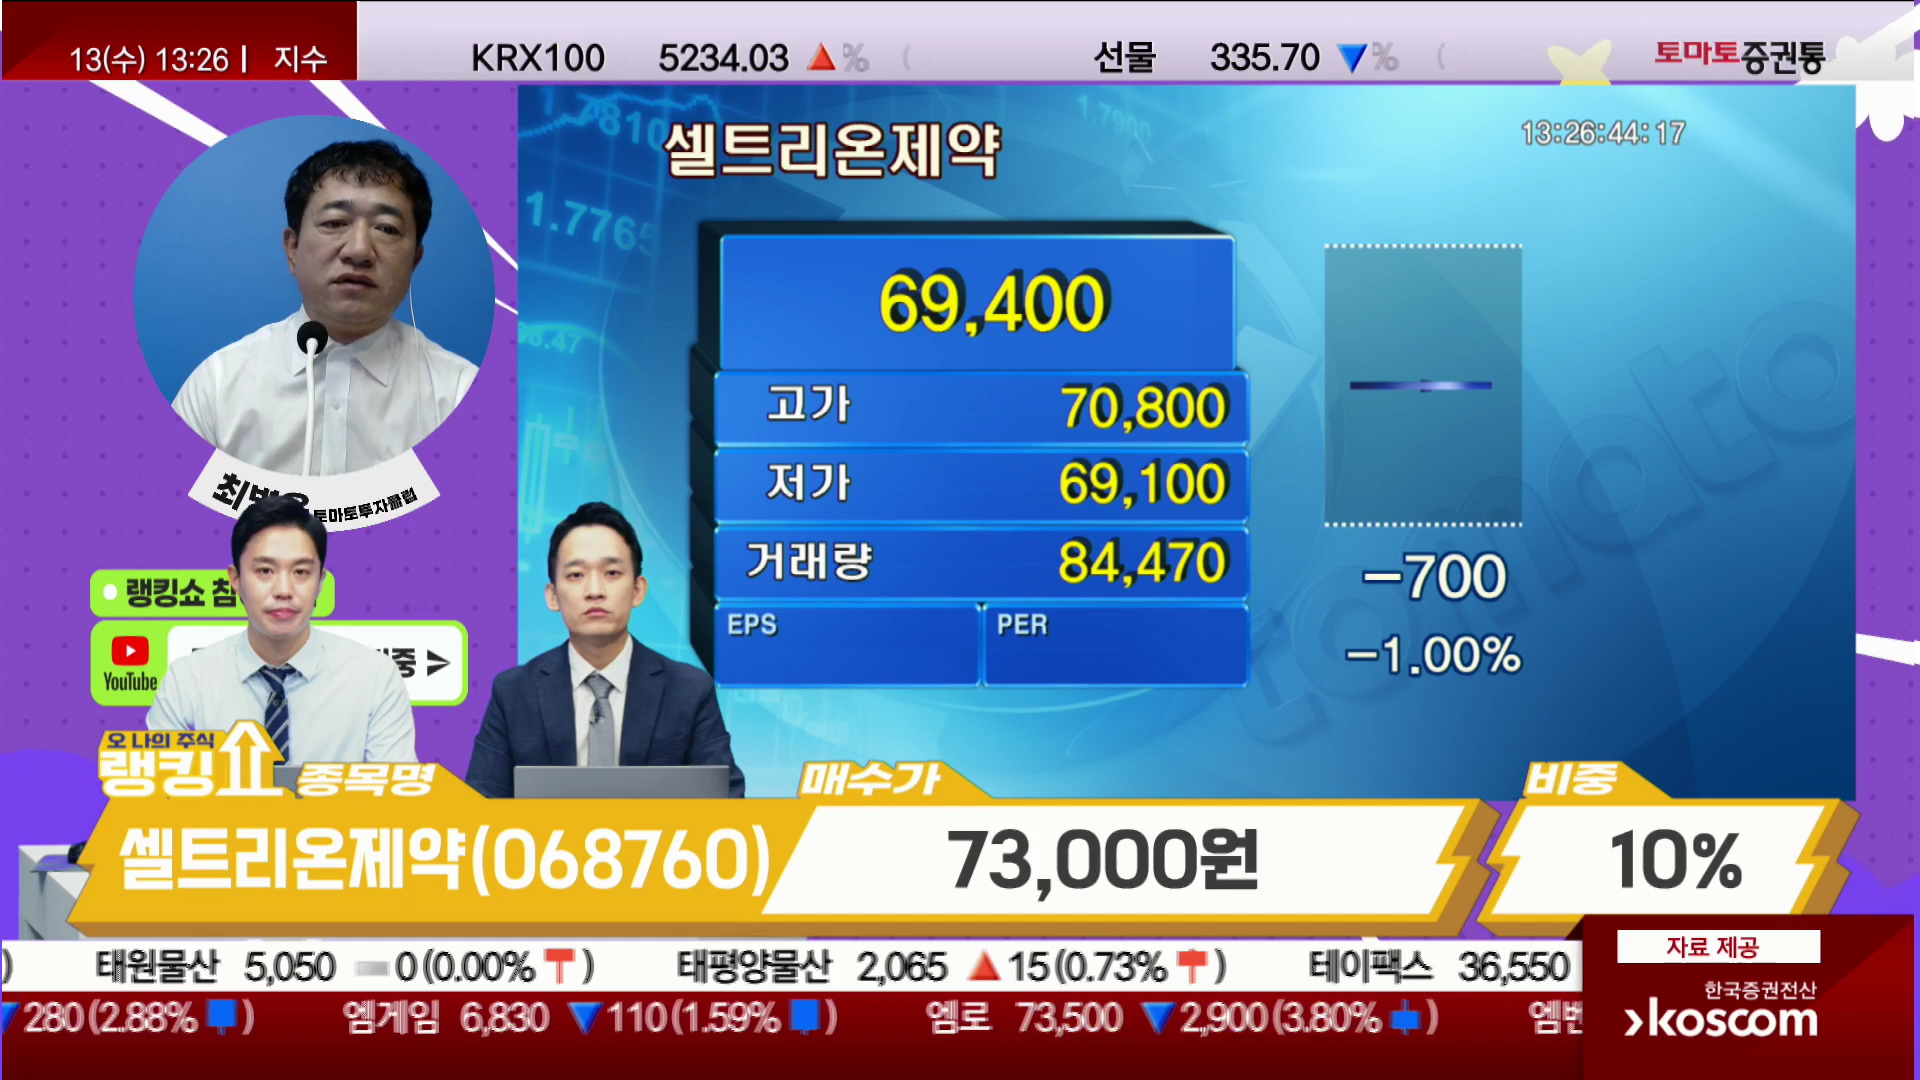 13(수) 13:26 지수 KRX100 5234.03 ▲% ( 선물 335.70 ▼% ( 토마토증권통
셀트리온제약
13:26:44:17
69,400
고가 70,800
저가 69,100
거래량 84,470
EPS PER
-700
-1.00%
1.7765
tomato
토마토투자클럽
랭킹쇼
YouTube
중 ➤
오 나의 주식
랭킹쇼
종목명 매수가 비중
셀트리온제약(068760) 73,000원 10%
) 태원물산 5,050 0(0.00% ) 태평양물산 2,065 ▲15(0.73% ) 테이팩스 36,550
▼280(2.88% ) 엠게임 6,830 ▼110(1.59% ) 엠로 73,500 ▼2,900(3.80% )
자료 제공
한국증권전산
koscom